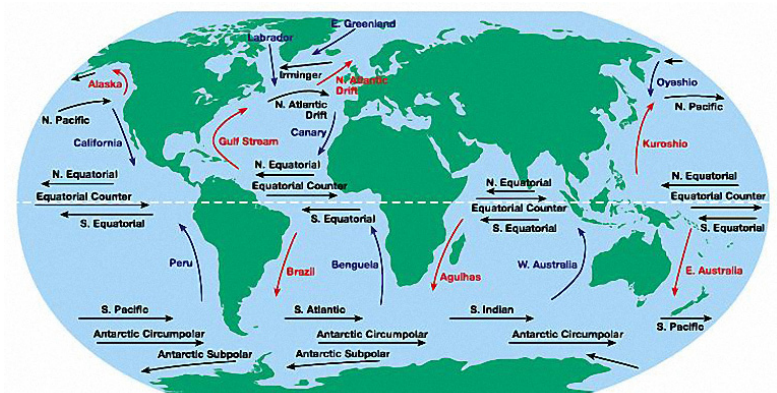 E. Greenland
Labrador
Irminger
Alaska
N. Atlantic
Drift
Oyashio
N. Pacific
N. Atlantic
Drift
N. Pacific
California
Gulf Stream
Canary
Kuroshio
N. Equatorial
N. Equatorial
N. Equatorial
N. Equatorial
Equatorial Counter
Equatorial Counter
Equatorial Counter
Equatorial Counter
S. Equatorial
S. Equatorial
S. Equatorial
S. Equatorial
Peru
Brazil
Benguela
Agulhas
W. Australia
E. Australia
S. Pacific
S. Atlantic
S. Indian
S. Pacific
Antarctic Circumpolar
Antarctic Circumpolar
Antarctic Circumpolar
Antarctic Subpolar
Antarctic Subpolar